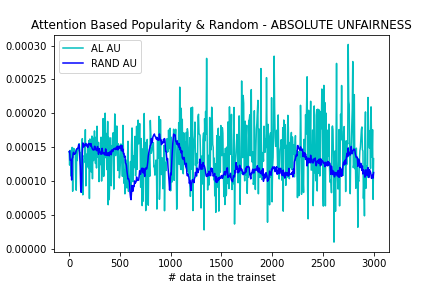 Attention Based Popularity & Random - ABSOLUTE UNFAIRNESS
AL AU
RAND AU
0.00030
0.00025
0.00020
0.00015
0.00010
0.00005
0.00000
0 500 1000 1500 2000 2500 3000
# data in the trainset